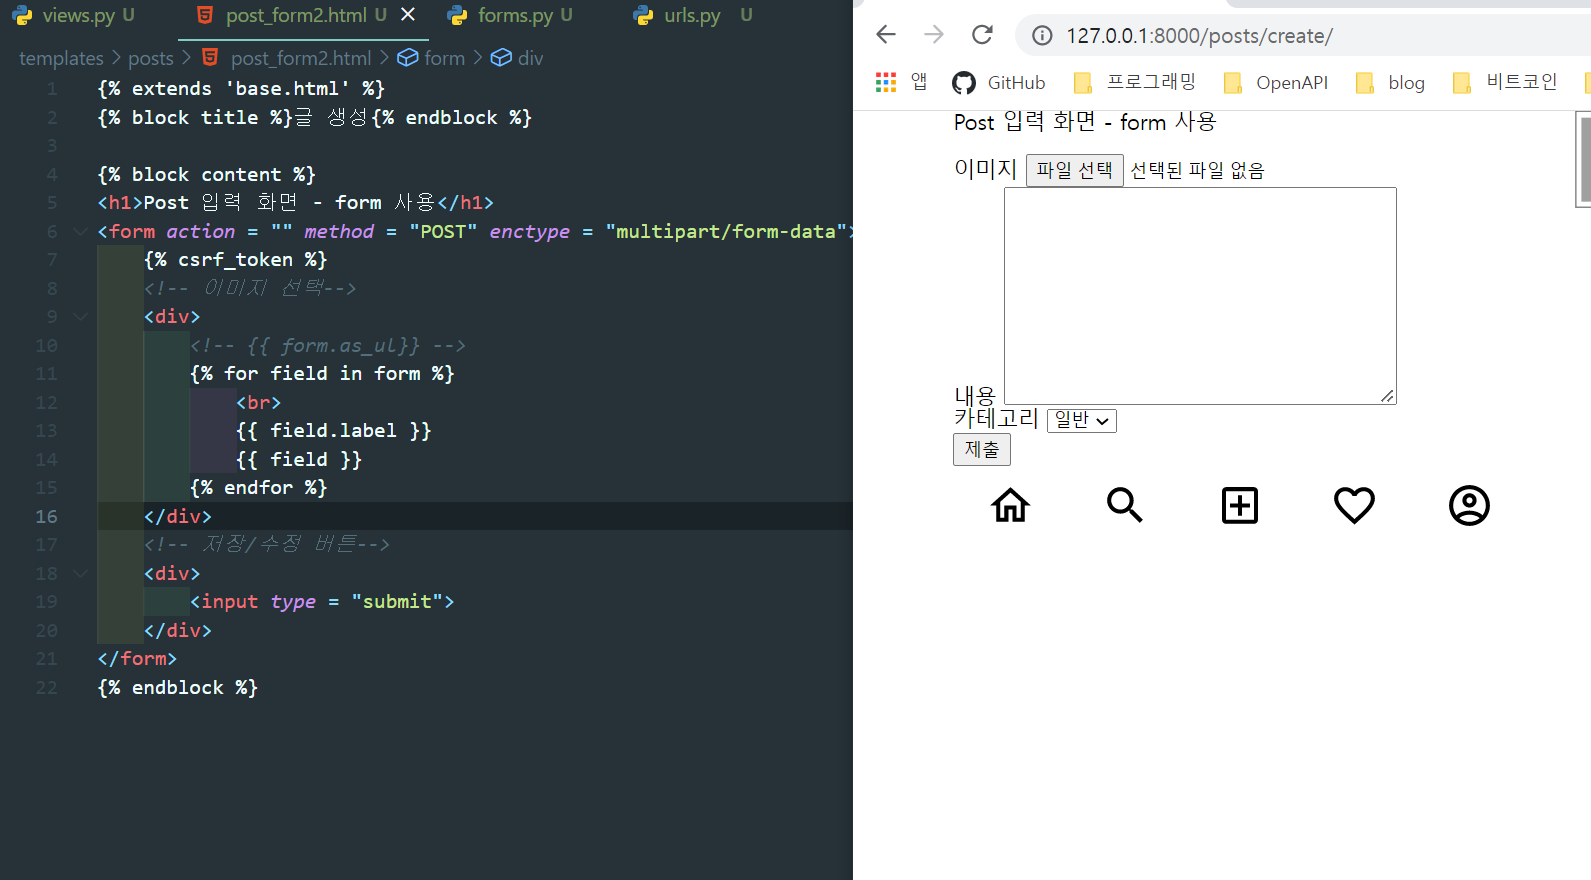 views.py U post_form2.html U forms.py U urls.py U
templates > posts > post_form2.html > form > div
1 {% extends 'base.html' %}
2 {% block title %}글 생성{% endblock %}
3
4 {% block content %}
5 <h1>Post 입력 화면 - form 사용</h1>
6 <form action = "" method = "POST" enctype = "multipart/form-data">
7 {% csrf_token %}
8 <!-- 이미지 선택-->
9 <div>
10 <!-- {{ form.as_ul}} -->
11 {% for field in form %}
12 <br>
13 {{ field.label }}
14 {{ field }}
15 {% endfor %}
16 </div>
17 <!-- 저장/수정 버튼-->
18 <div>
19 <input type = "submit">
20 </div>
21 </form>
22 {% endblock %}
127.0.0.1:8000/posts/create/
앱 GitHub 프로그래밍 OpenAPI blog 비트코인
Post 입력 화면 - form 사용
이미지 파일 선택 선택된 파일 없음
내용
카테고리 일반
제출